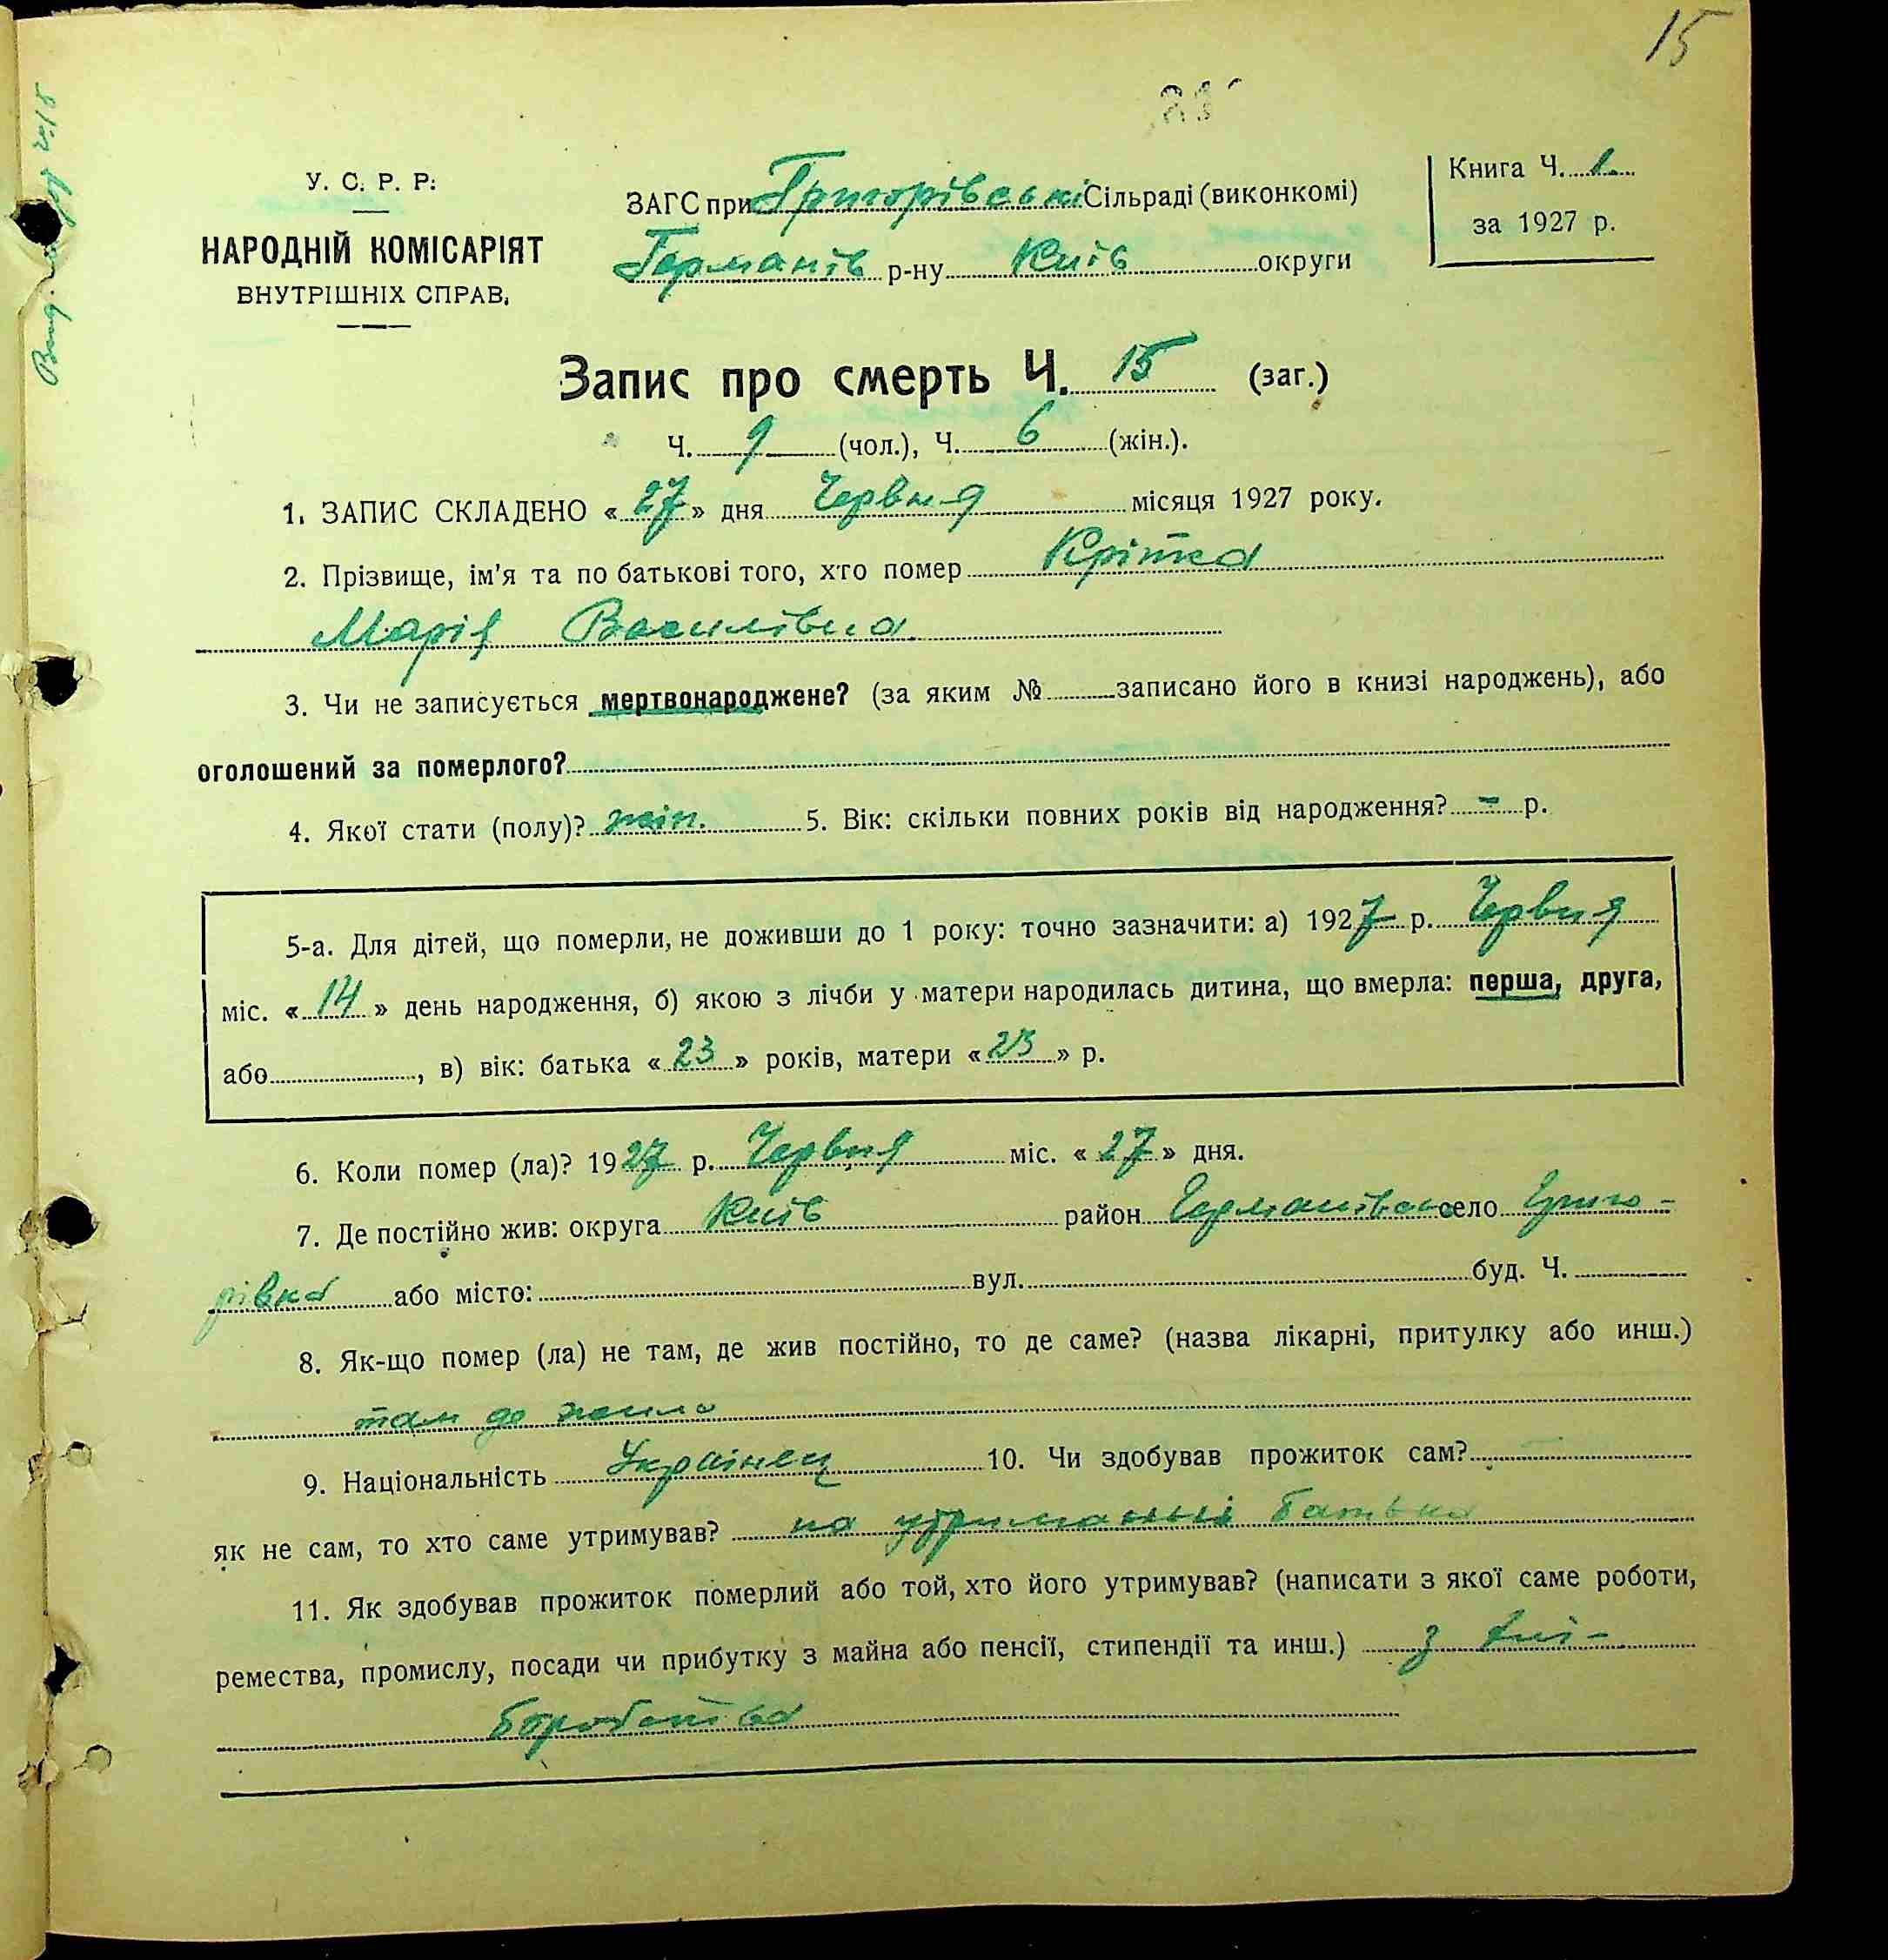 15
81
У. С. Р. Р.
НАРОДНІЙ КОМІСАРІЯТ
ВНУТРІШНІХ СПРАВ.
ЗАГС при Григорівські Сільраді (виконкомі)
Германів р-ну Київ округи
Книга Ч. 1.
за 1927 р.
Запис про смерть Ч. 15 (заг.)
Ч. 9 (чол.), Ч. 6 (жін.).
1. ЗАПИС СКЛАДЕНО « 27 » дня Червня місяця 1927 року.
2. Прізвище, ім'я та по батькові того, хто помер Крітка
Марія Василівна.
3. Чи не записується мертвонароджене? (за яким № записано його в книзі народжень), або
оголошений за померлого?
4. Якої стати (полу)? жін. 5. Вік: скільки повних років від народження? – р.
5-а. Для дітей, що померли, не доживши до 1 року: точно зазначити: а) 1927 р. Червня
міс. « 14 » день народження, б) якою з лічби у матери народилась дитина, що вмерла: перша, друга,
або , в) вік: батька « 23 » років, матери « 23 » р.
6. Коли помер (ла)? 1927 р. Червня міс. « 27 » дня.
7. Де постійно жив: округа Київ район Германівськ село Григо-
рівка або місто: вул. буд. Ч.
8. Як-що помер (ла) не там, де жив постійно, то де саме? (назва лікарні, притулку або инш.)
там де жила
9. Національність Українец 10. Чи здобував прожиток сам?
як не сам, то хто саме утримував? на утриманні батька
11. Як здобував прожиток померлий або той, хто його утримував? (написати з якої саме роботи,
ремества, промислу, посади чи прибутку з майна або пенсії, стипендії та инш.) з хлі-
боробства